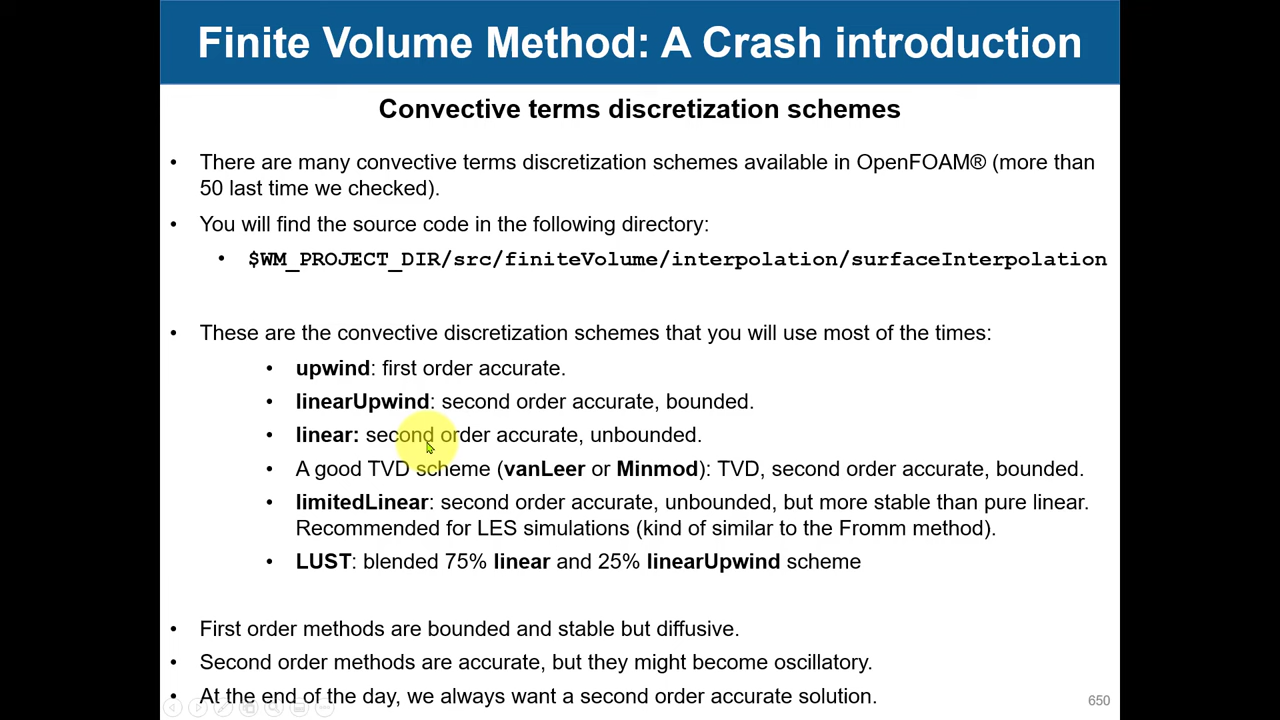 Finite Volume Method: A Crash introduction
Convective terms discretization schemes
• There are many convective terms discretization schemes available in OpenFOAM® (more than
50 last time we checked).
• You will find the source code in the following directory:
• $WM_PROJECT_DIR/src/finiteVolume/interpolation/surfaceInterpolation
• These are the convective discretization schemes that you will use most of the times:
• upwind: first order accurate.
• linearUpwind: second order accurate, bounded.
• linear: second order accurate, unbounded.
• A good TVD scheme (vanLeer or Minmod): TVD, second order accurate, bounded.
• limitedLinear: second order accurate, unbounded, but more stable than pure linear.
Recommended for LES simulations (kind of similar to the Fromm method).
• LUST: blended 75% linear and 25% linearUpwind scheme
• First order methods are bounded and stable but diffusive.
• Second order methods are accurate, but they might become oscillatory.
• At the end of the day, we always want a second order accurate solution.
650